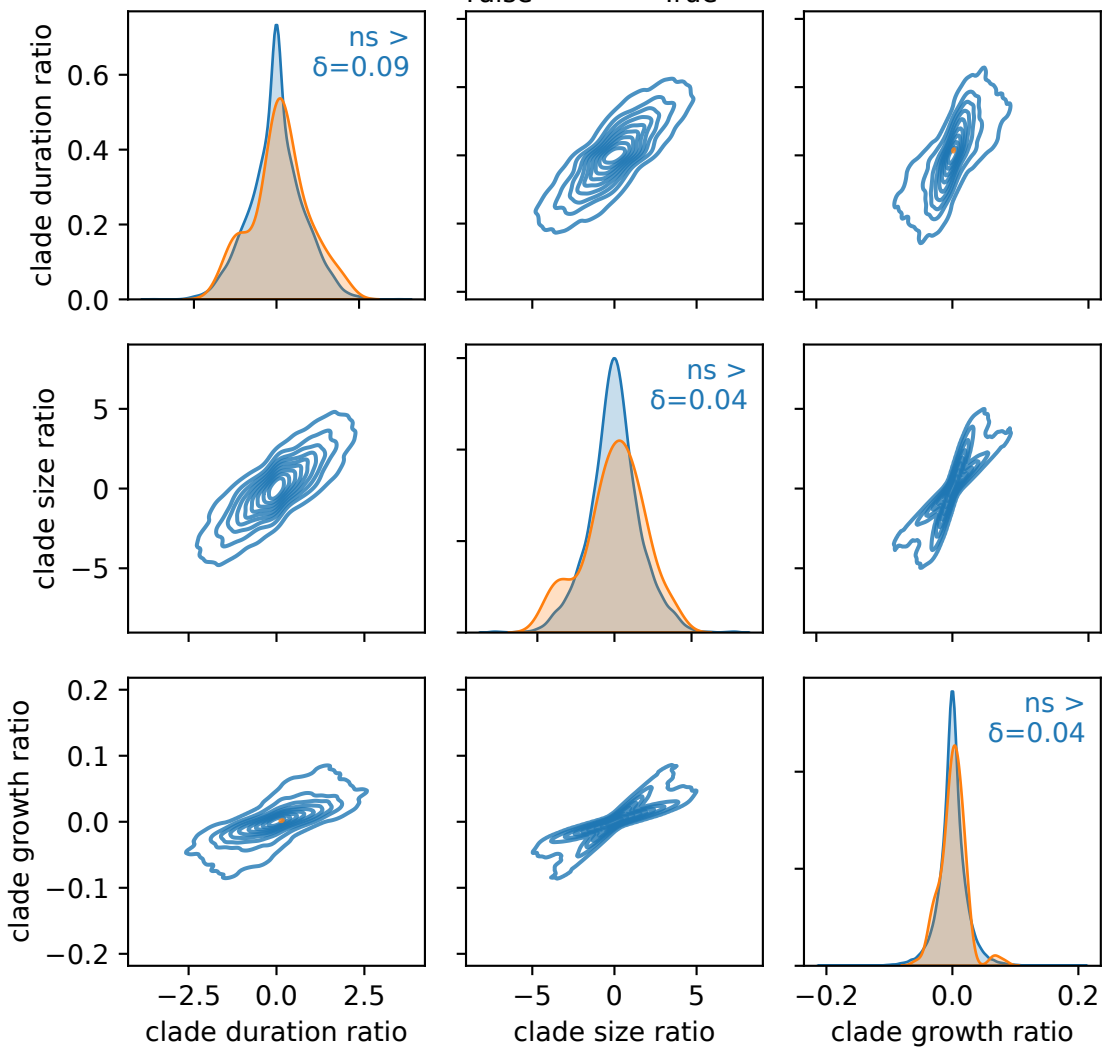 clade duration ratio
0.6
0.4
0.2
0.0
ns >
δ=0.09
clade size ratio
5
0
−5
ns >
δ=0.04
clade growth ratio
0.2
0.1
0.0
−0.1
−0.2
ns >
δ=0.04
−2.5 0.0 2.5
−5 0 5
−0.2 0.0 0.2
clade duration ratio
clade size ratio
clade growth ratio